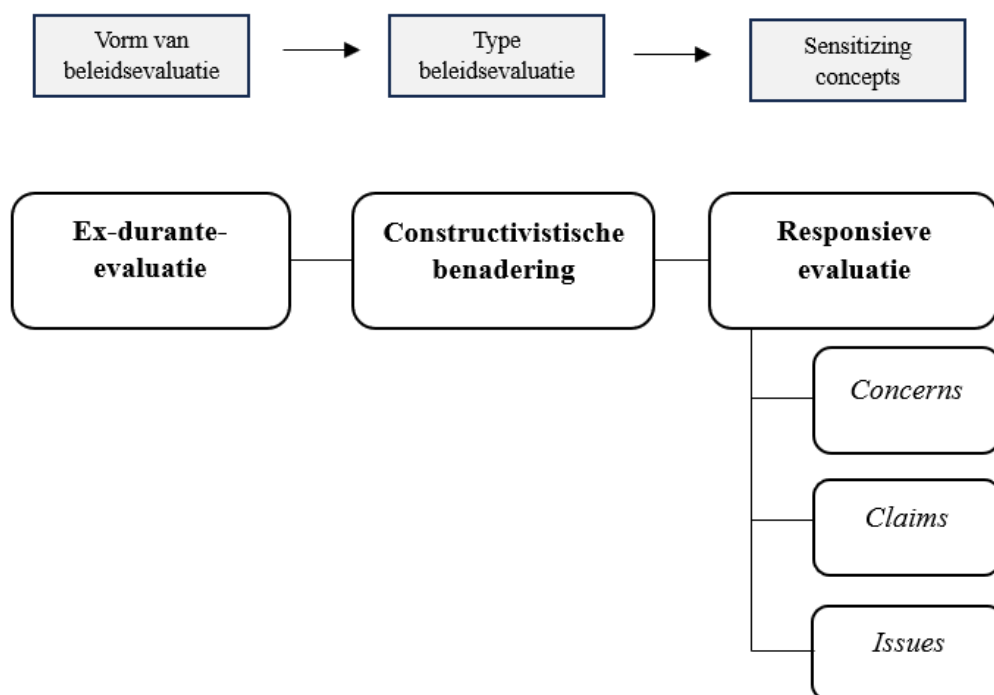 Vorm van
beleidsevaluatie
Type
beleidsevaluatie
Sensitizing
concepts
Ex-durante-
evaluatie
Constructivistische
benadering
Responsieve
evaluatie
Concerns
Claims
Issues